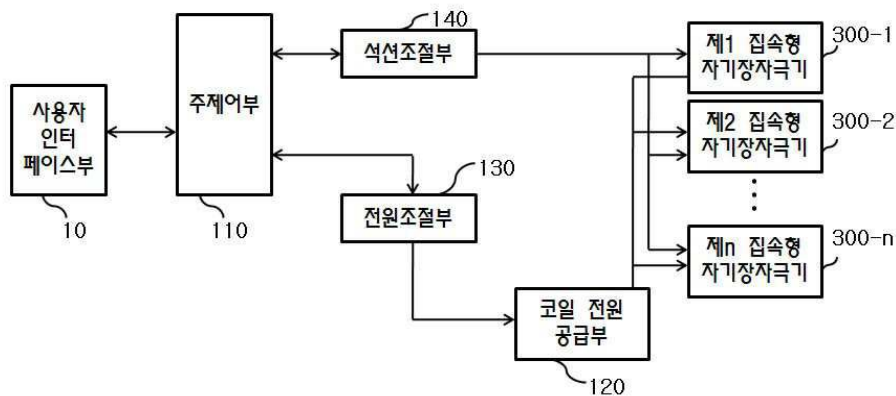 140
석션조절부
제1 집속형
자기장자극기
300-1
사용자
인터
페이스부
10
주제어부
110
제2 집속형
자기장자극기
300-2
130
전원조절부
제n 집속형
자기장자극기
300-n
코일 전원
공급부
120